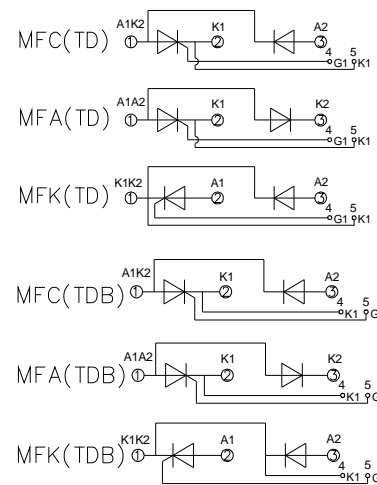 A1K2 K1 A2
MFC(TD) 1 2 3
4 5
G1 K1
A1A2 K1 K2
MFA(TD) 1 2 3
4 5
G1 K1
K1K2 A1 A2
MFK(TD) 1 2 3
4 5
G1 K1
A1K2 K1 A2
MFC(TDB) 1 2 3
4 5
K1 G
A1A2 K1 K2
MFA(TDB) 1 2 3
4 5
K1 G
K1K2 A1 A2
MFK(TDB) 1 2 3
4 5
K1 G